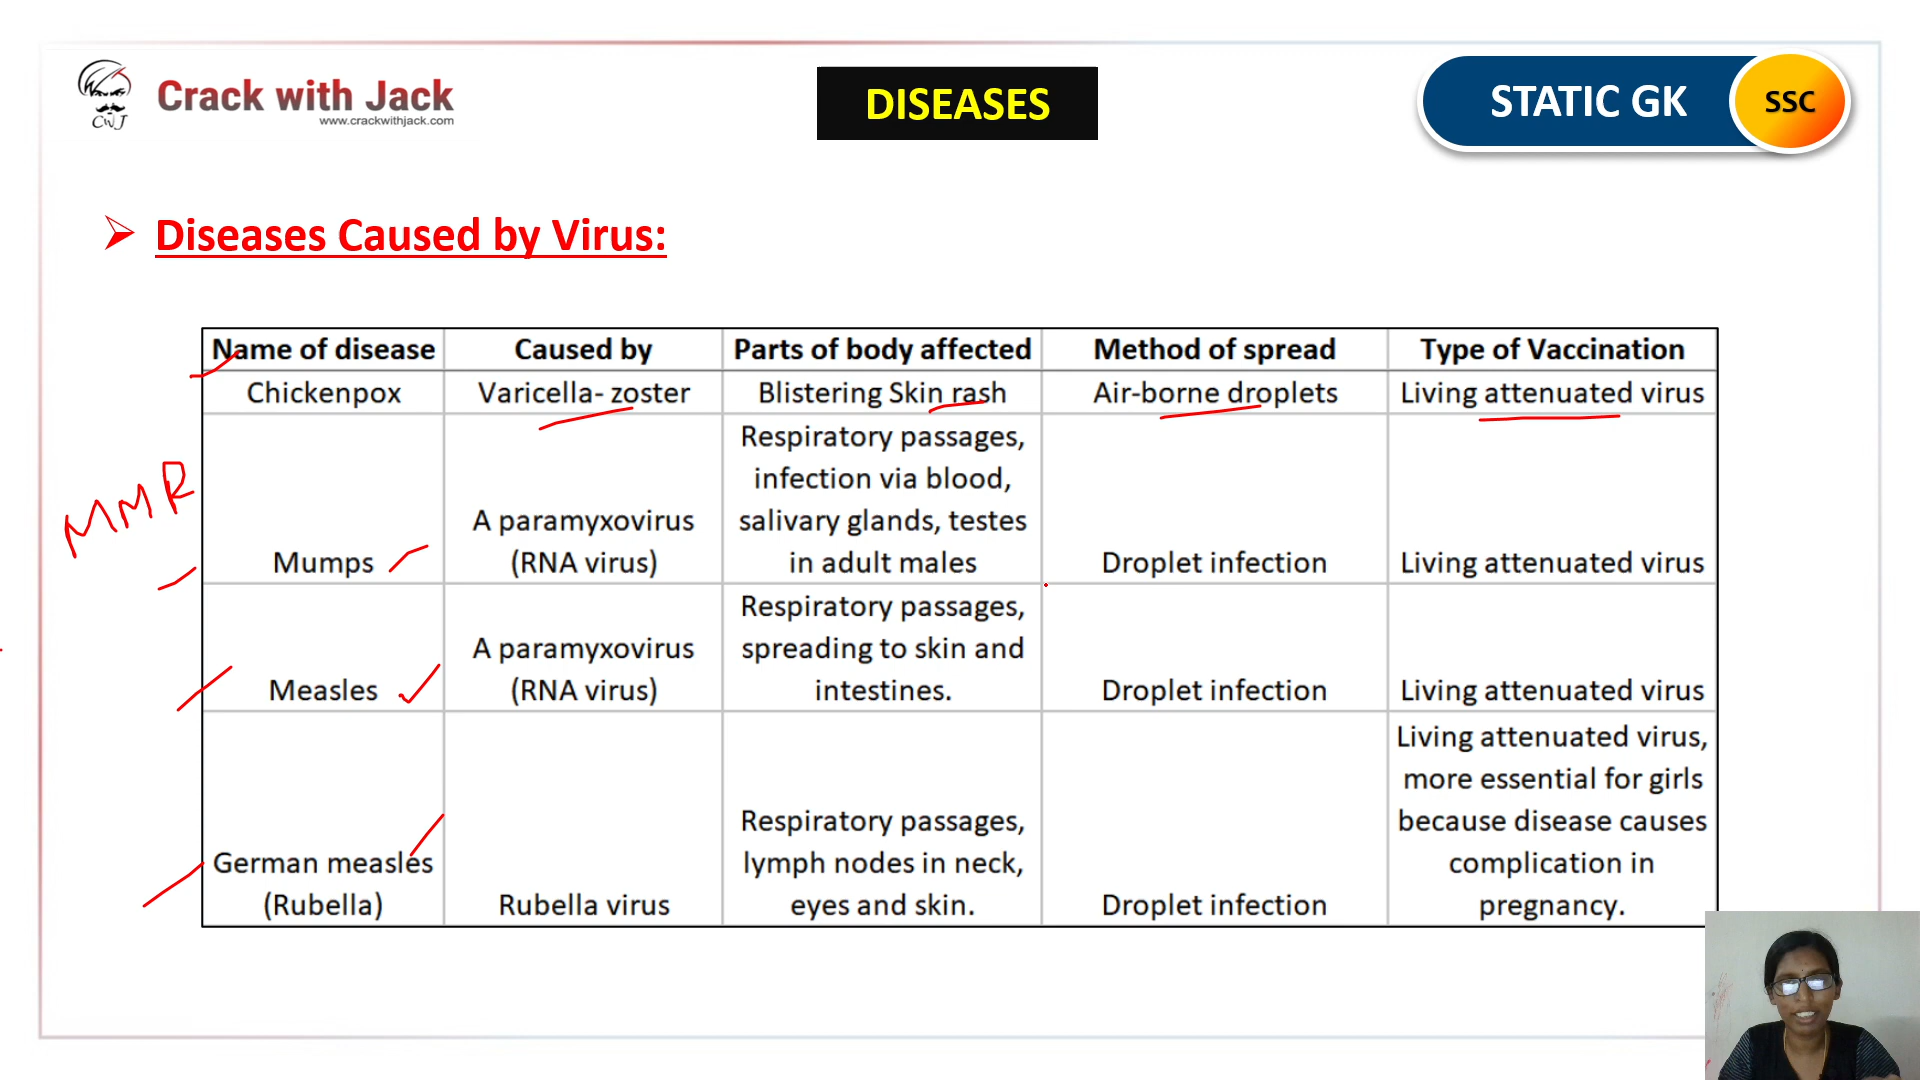 Crack with Jack
www.crackwithjack.com
CWJ
DISEASES
STATIC GK
SSC
Diseases Caused by Virus:
Name of disease Caused by Parts of body affected Method of spread Type of Vaccination
Chickenpox Varicella- zoster Blistering Skin rash Air-borne droplets Living attenuated virus
Mumps
A paramyxovirus
(RNA virus)
Respiratory passages,
infection via blood,
salivary glands, testes
in adult males
Droplet infection
Living attenuated virus
MMR
Measles
A paramyxovirus
(RNA virus)
Respiratory passages,
spreading to skin and
intestines.
Droplet infection
Living attenuated virus
German measles
(Rubella)
Rubella virus
Respiratory passages,
lymph nodes in neck,
eyes and skin.
Droplet infection
Living attenuated virus,
more essential for girls
because disease causes
complication in
pregnancy.